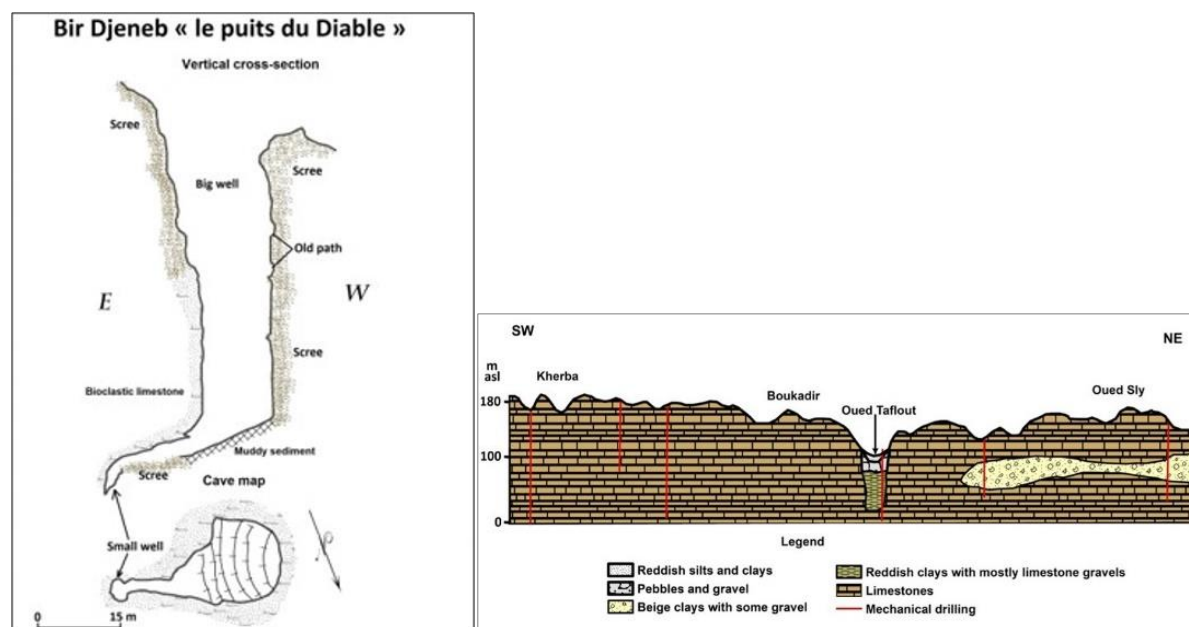 Bir Djeneb « le puits du Diable »
Vertical cross-section
Scree
Scree
Big well
Old path
E
W
Scree
Bioclastic limestone
Muddy sediment
Scree
Cave map
Small well
0
15 m
SW
NE
m
asl
Kherba
Boukadir
Oued Sly
180
Oued Taflout
100
0
Legend
Reddish silts and clays
Pebbles and gravel
Beige clays with some gravel
Reddish clays with mostly limestone gravels
Limestones
Mechanical drilling